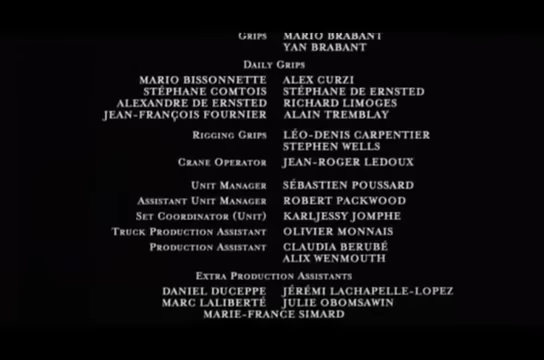 GRIPS MARIO BRABANT
YAN BRABANT
DAILY GRIPS
MARIO BISSONNETTE ALEX CURZI
STÉPHANE COMTOIS STÉPHANE DE ERNSTED
ALEXANDRE DE ERNSTED RICHARD LIMOGES
JEAN-FRANÇOIS FOURNIER ALAIN TREMBLAY
RIGGING GRIPS LÉO-DENIS CARPENTIER
STEPHEN WELLS
CRANE OPERATOR JEAN-ROGER LEDOUX
UNIT MANAGER SÉBASTIEN POUSSARD
ASSISTANT UNIT MANAGER ROBERT PACKWOOD
SET COORDINATOR (UNIT) KARLJESSY JOMPHE
TRUCK PRODUCTION ASSISTANT OLIVIER MONNAIS
PRODUCTION ASSISTANT CLAUDIA BERUBÉ
ALIX WENMOUTH
EXTRA PRODUCTION ASSISTANTS
DANIEL DUCEPPE JÉRÉMI LACHAPELLE-LOPEZ
MARC LALIBERTÉ JULIE OBOMSAWIN
MARIE-FRANCE SIMARD